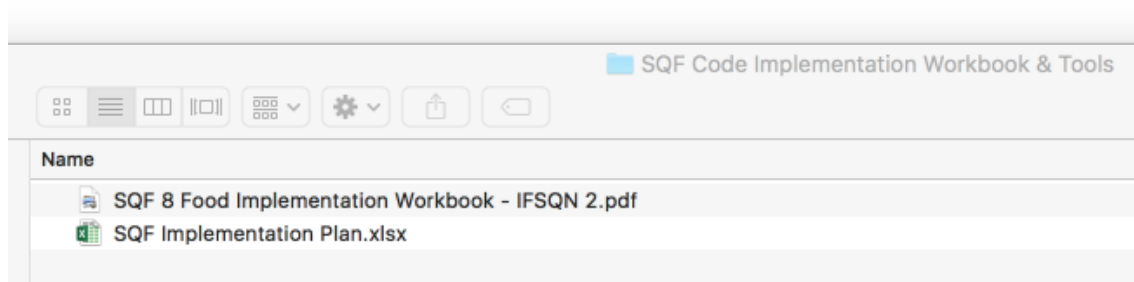 SQF Code Implementation Workbook & Tools
Name
SQF 8 Food Implementation Workbook - IFSQN 2.pdf
SQF Implementation Plan.xlsx